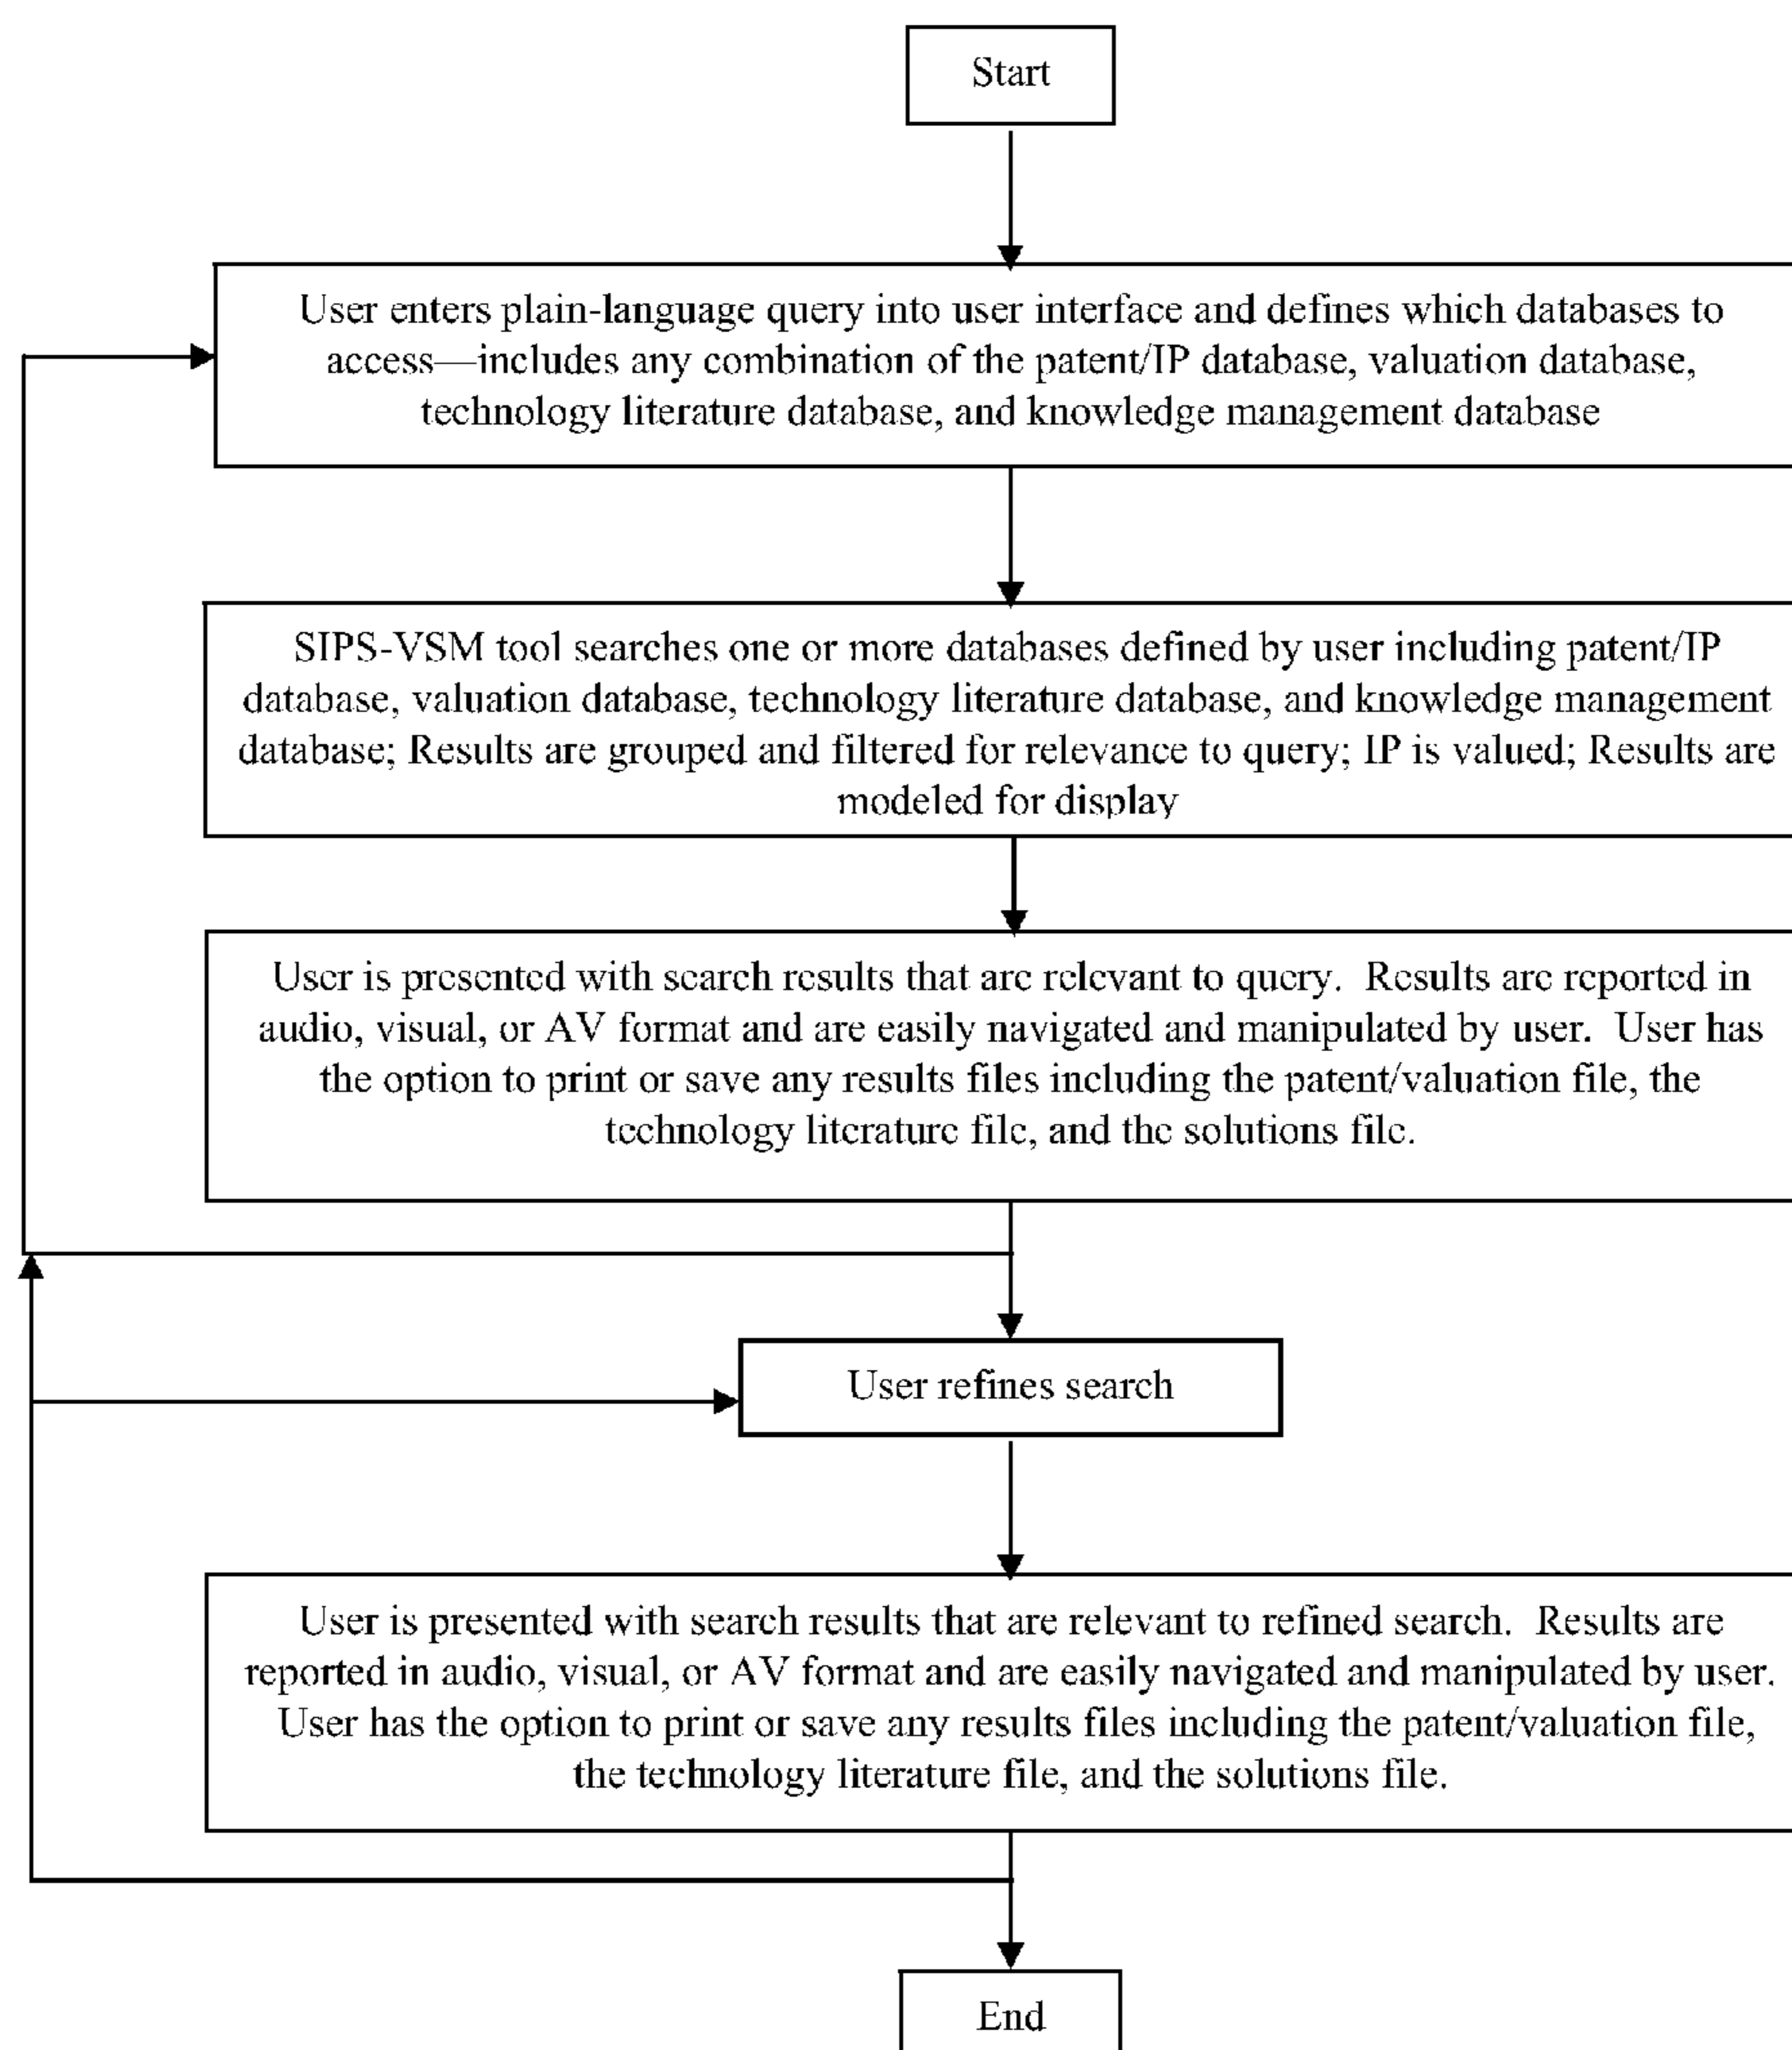 Start
User enters plain-language query into user interface and defines which databases to
access—includes any combination of the patent/IP database, valuation database,
technology literature database, and knowledge management database
SIPS-VSM tool searches one or more databases defined by user including patent/IP
database, valuation database, technology literature database, and knowledge management
database; Results are grouped and filtered for relevance to query; IP is valued; Results are
modeled for display
User is presented with search results that are relevant to query.  Results are reported in
audio, visual, or AV format and are easily navigated and manipulated by user.  User has
the option to print or save any results files including the patent/valuation file, the
technology literature file, and the solutions file.
User refines search
User is presented with search results that are relevant to refined search.  Results are
reported in audio, visual, or AV format and are easily navigated and manipulated by user.
User has the option to print or save any results files including the patent/valuation file,
the technology literature file, and the solutions file.
End